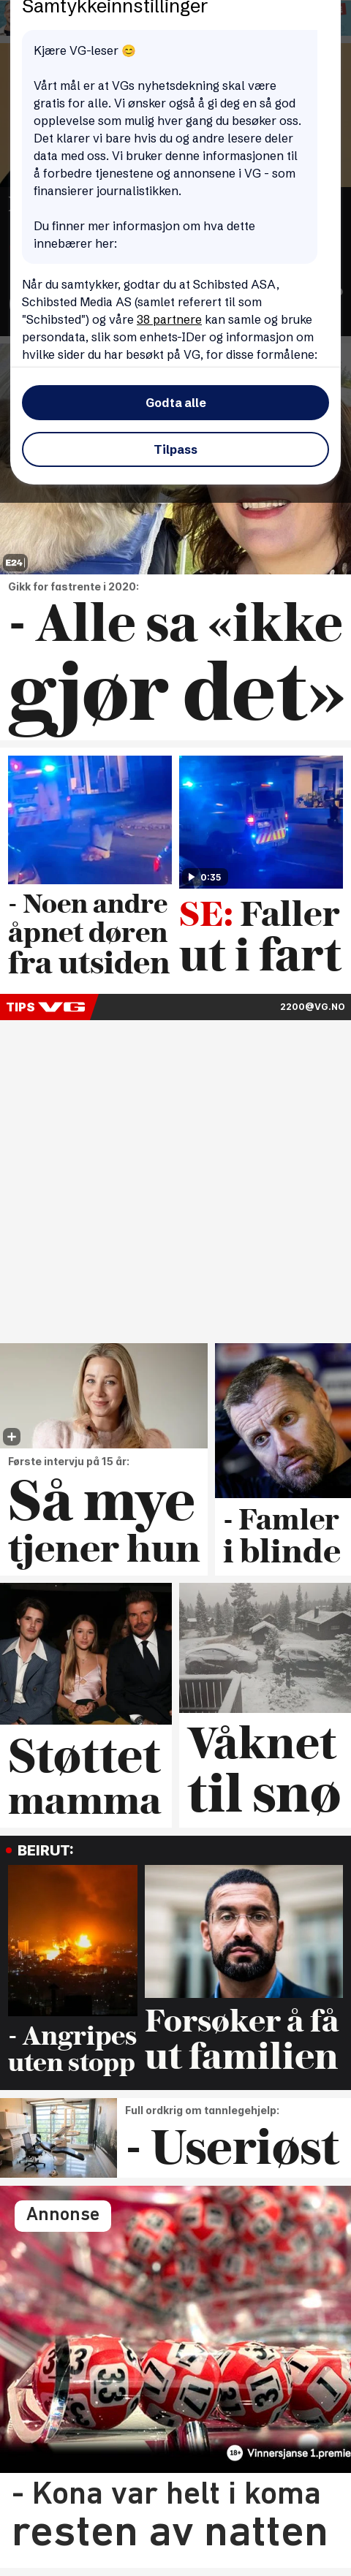 Samtykkeinnstillinger
Kjære VG-leser 😊
Vårt mål er at VGs nyhetsdekning skal være
gratis for alle. Vi ønsker også å gi deg en så god
opplevelse som mulig hver gang du besøker oss.
Det klarer vi bare hvis du og andre lesere deler
data med oss. Vi bruker denne informasjonen til
å forbedre tjenestene og annonsene i VG - som
finansierer journalistikken.
Du finner mer informasjon om hva dette
innebærer her:
Når du samtykker, godtar du at Schibsted ASA,
Schibsted Media AS (samlet referert til som
"Schibsted") og våre 38 partnere kan samle og bruke
persondata, slik som enhets-IDer og informasjon om
hvilke sider du har besøkt på VG, for disse formålene:
Godta alle
Tilpass
E24
Gikk for fastrente i 2020:
- Alle sa «ikke
gjør det»
0:35
- Noen andre
åpnet døren
fra utsiden
SE: Faller
ut i fart
TIPS VG
2200@VG.NO
Første intervju på 15 år:
Så mye
tjener hun
- Famler
i blinde
Støttet
mamma
Våknet
til snø
BEIRUT:
- Angripes
uten stopp
Forsøker å få
ut familien
Full ordkrig om tannlegehjelp:
- Useriøst
Annonse
33
17
21
31
1
18+ Vinnersjanse 1.premie
- Kona var helt i koma
resten av natten